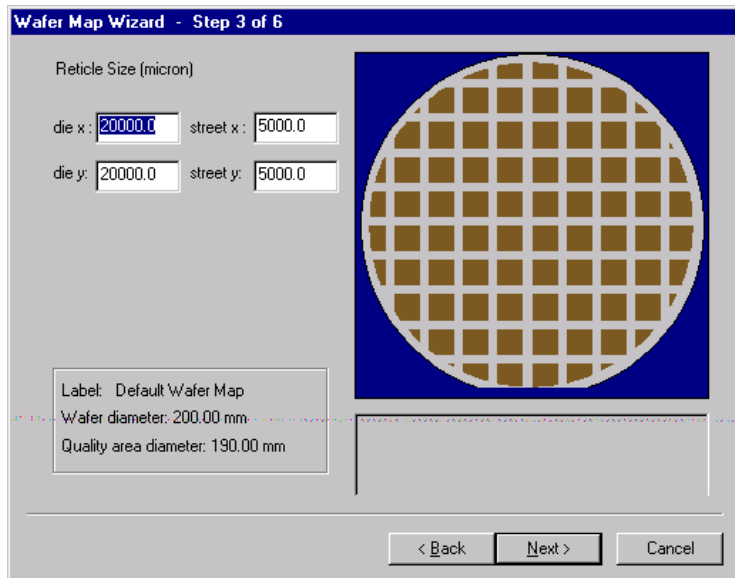 Wafer Map Wizard - Step 3 of 6
Reticle Size (micron)
die x : 20000.0 street x : 5000.0
die y: 20000.0 street y: 5000.0
Label: Default Wafer Map
Wafer diameter: 200.00 mm
Quality area diameter: 190.00 mm
< Back Next > Cancel